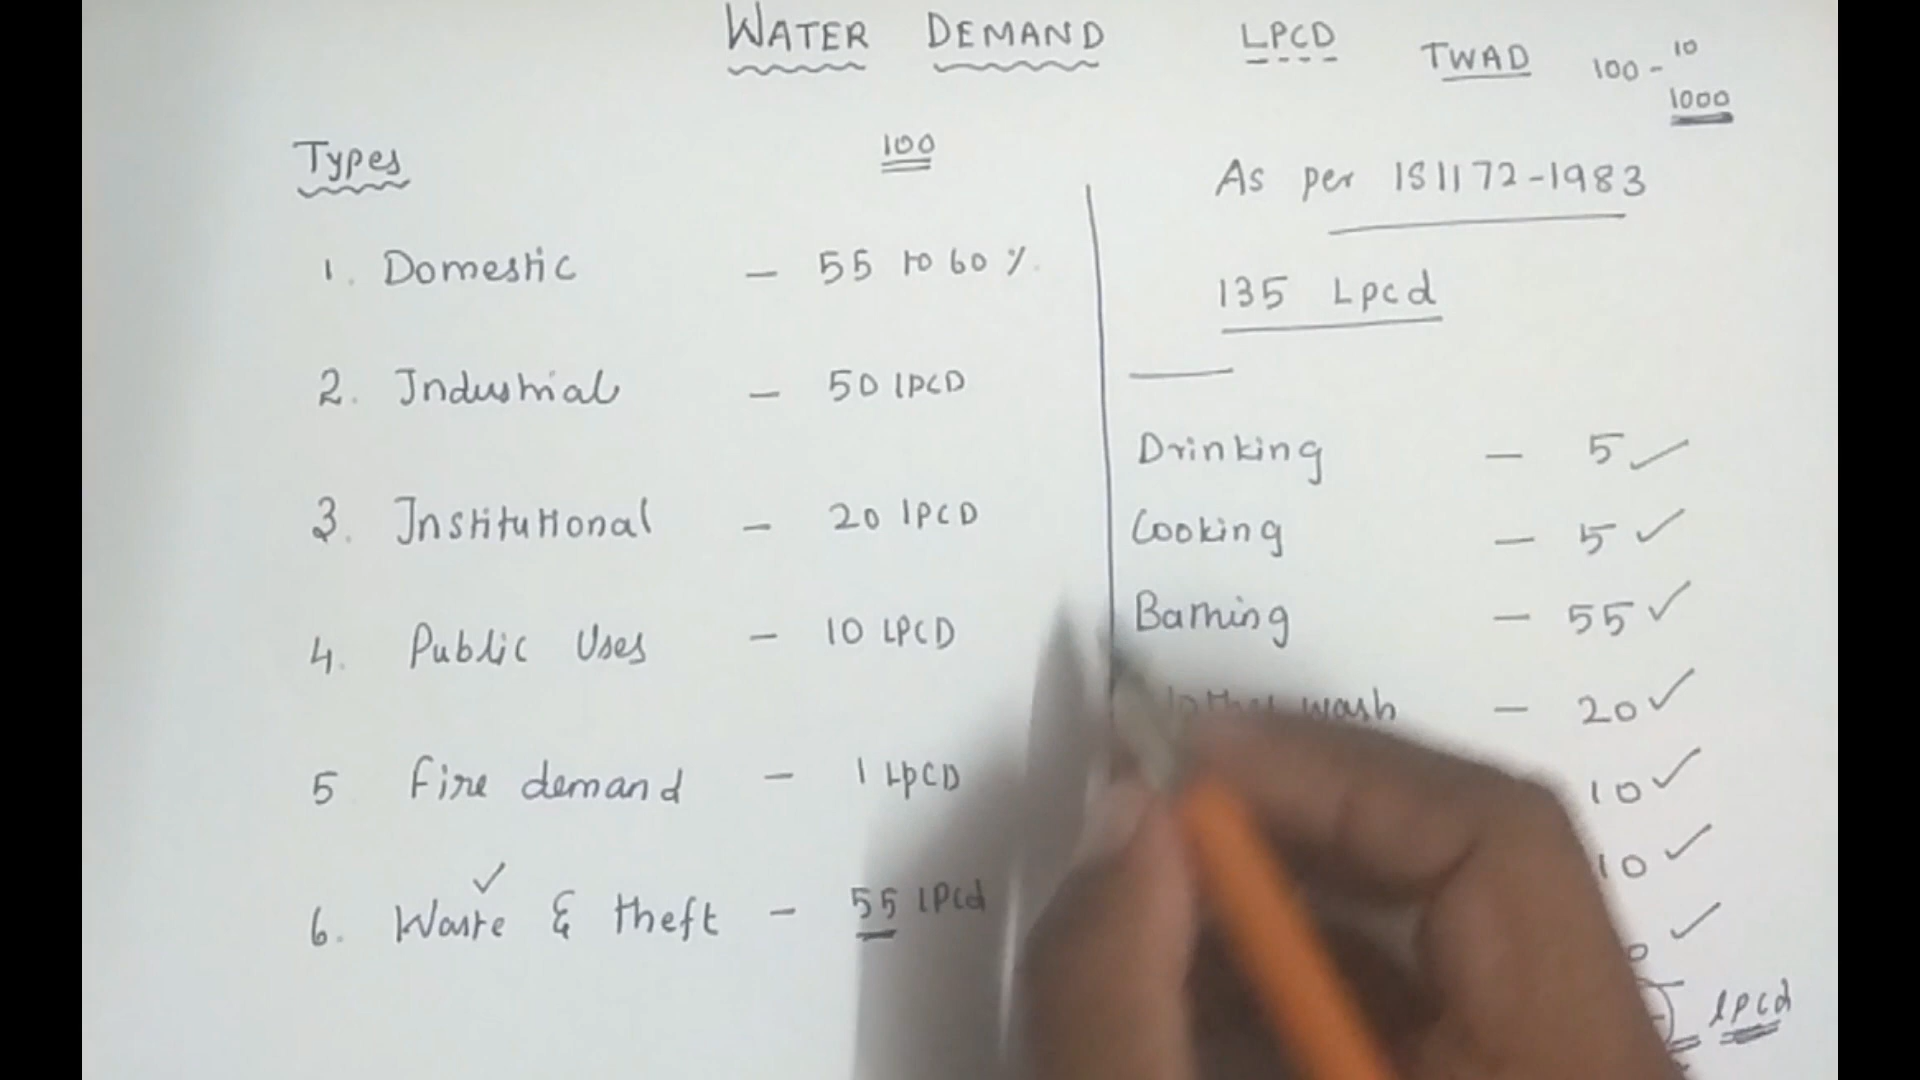 WATER DEMAND LPCD TWAD 100 - 10
1000
Types 100
1. Domestic - 55 to 60 %.
2. Industrial - 50 lPCD
3. Institutional - 20 lPCD
4. Public Uses - 10 LPCD
5 Fire demand - 1 LpCD
6. Waste & theft - 55 lPcd
As per IS1172-1983
135 Lpcd
Drinking - 5 ✓
Cooking - 5 ✓
Bathing - 55 ✓
wash - 20 ✓
10 ✓
10 ✓
✓
lpcd